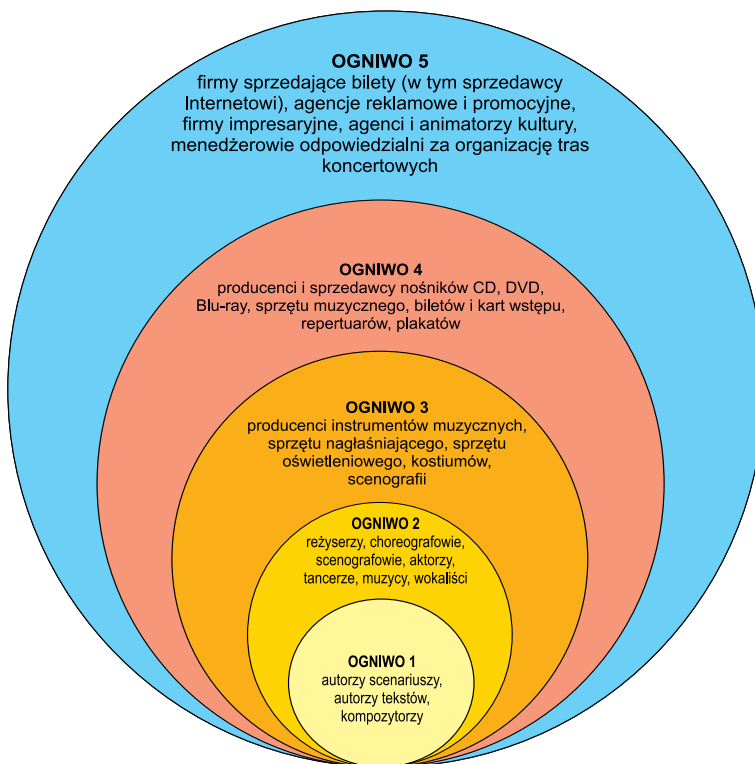 OGNIWO 5
firmy sprzedające bilety (w tym sprzedawcy
Internetowi), agencje reklamowe i promocyjne,
firmy impresaryjne, agenci i animatorzy kultury,
menedżerowie odpowiedzialni za organizację tras
koncertowych
OGNIWO 4
producenci i sprzedawcy nośników CD, DVD,
Blu-ray, sprzętu muzycznego, biletów i kart wstępu,
repertuarów, plakatów
OGNIWO 3
producenci instrumentów muzycznych,
sprzętu nagłaśniającego, sprzętu
oświetleniowego, kostiumów,
scenografii
OGNIWO 2
reżyserzy, choreografowie,
scenografowie, aktorzy,
tancerze, muzycy, wokaliści
OGNIWO 1
autorzy scenariuszy,
autorzy tekstów,
kompozytorzy